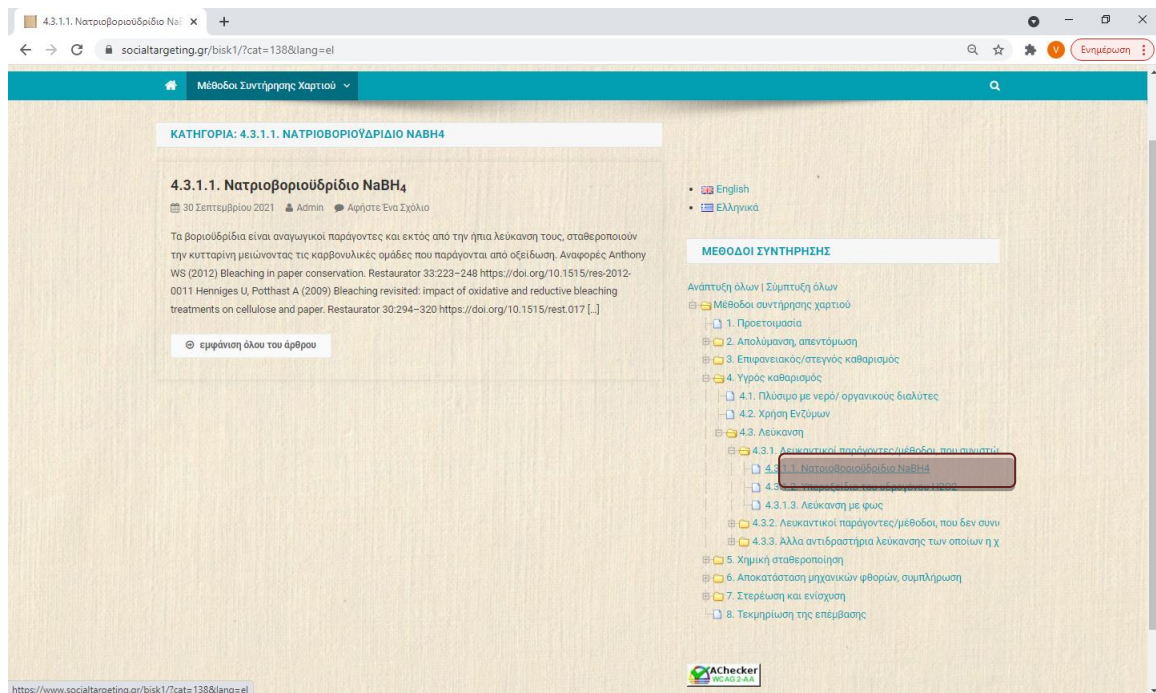 4.3.1.1. Νατριοβοριοϋδρίδιο Na
socialtargeting.gr/bisk1/?cat=138&lang=el
V
Ενημέρωση
Μέθοδοι Συντήρησης Χαρτιού
ΚΑΤΗΓΟΡΙΑ: 4.3.1.1. ΝΑΤΡΙΟΒΟΡΙΟΫΔΡΙΔΙΟ NABH4
4.3.1.1. Νατριοβοριοϋδρίδιο NaBH₄
30 Σεπτεμβρίου 2021 Admin Αφήστε Ένα Σχόλιο
Τα βοριοϋδρίδια είναι αναγωγικοί παράγοντες και εκτός από την ήπια λεύκανση τους, σταθεροποιούν
την κυτταρίνη μειώνοντας τις καρβονυλικές ομάδες που παράγονται από οξείδωση. Αναφορές Anthony
WS (2012) Bleaching in paper conservation. Restaurator 33:223–248 https://doi.org/10.1515/res-2012-
0011 Henniges U, Potthast A (2009) Bleaching revisited: impact of oxidative and reductive bleaching
treatments on cellulose and paper. Restaurator 30:294–320 https://doi.org/10.1515/rest.017 [...]
εμφάνιση όλου του άρθρου
English
Ελληνικά
ΜΕΘΟΔΟΙ ΣΥΝΤΗΡΗΣΗΣ
Ανάπτυξη όλων | Σύμπτυξη όλων
Μέθοδοι συντήρησης χαρτιού
1. Προετοιμασία
2. Απολύμανση, απεντόμωση
3. Επιφανειακός/στεγνός καθαρισμός
4. Υγρός καθαρισμός
4.1. Πλύσιμο με νερό/ οργανικούς διαλύτες
4.2. Χρήση Ενζύμων
4.3. Λεύκανση
4.3.1. Λευκαντικοί παράγοντες/μέθοδοι, που συνιστώ
4.3.1.1. Νατριοβοριοϋδρίδιο NaBH4
4.3.1.2. Υπεροξείδιο του υδρογόνου H2O2
4.3.1.3. Λεύκανση με φως
4.3.2. Λευκαντικοί παράγοντες/μέθοδοι, που δεν συνι
4.3.3. Άλλα αντιδραστήρια λεύκανσης των οποίων η χ
5. Χημική σταθεροποίηση
6. Αποκατάσταση μηχανικών φθορών, συμπλήρωση
7. Στερέωση και ενίσχυση
8. Τεκμηρίωση της επέμβασης
AChecker
WCAG 2-AA
https://www.socialtargeting.gr/bisk1/?cat=138&lang=el